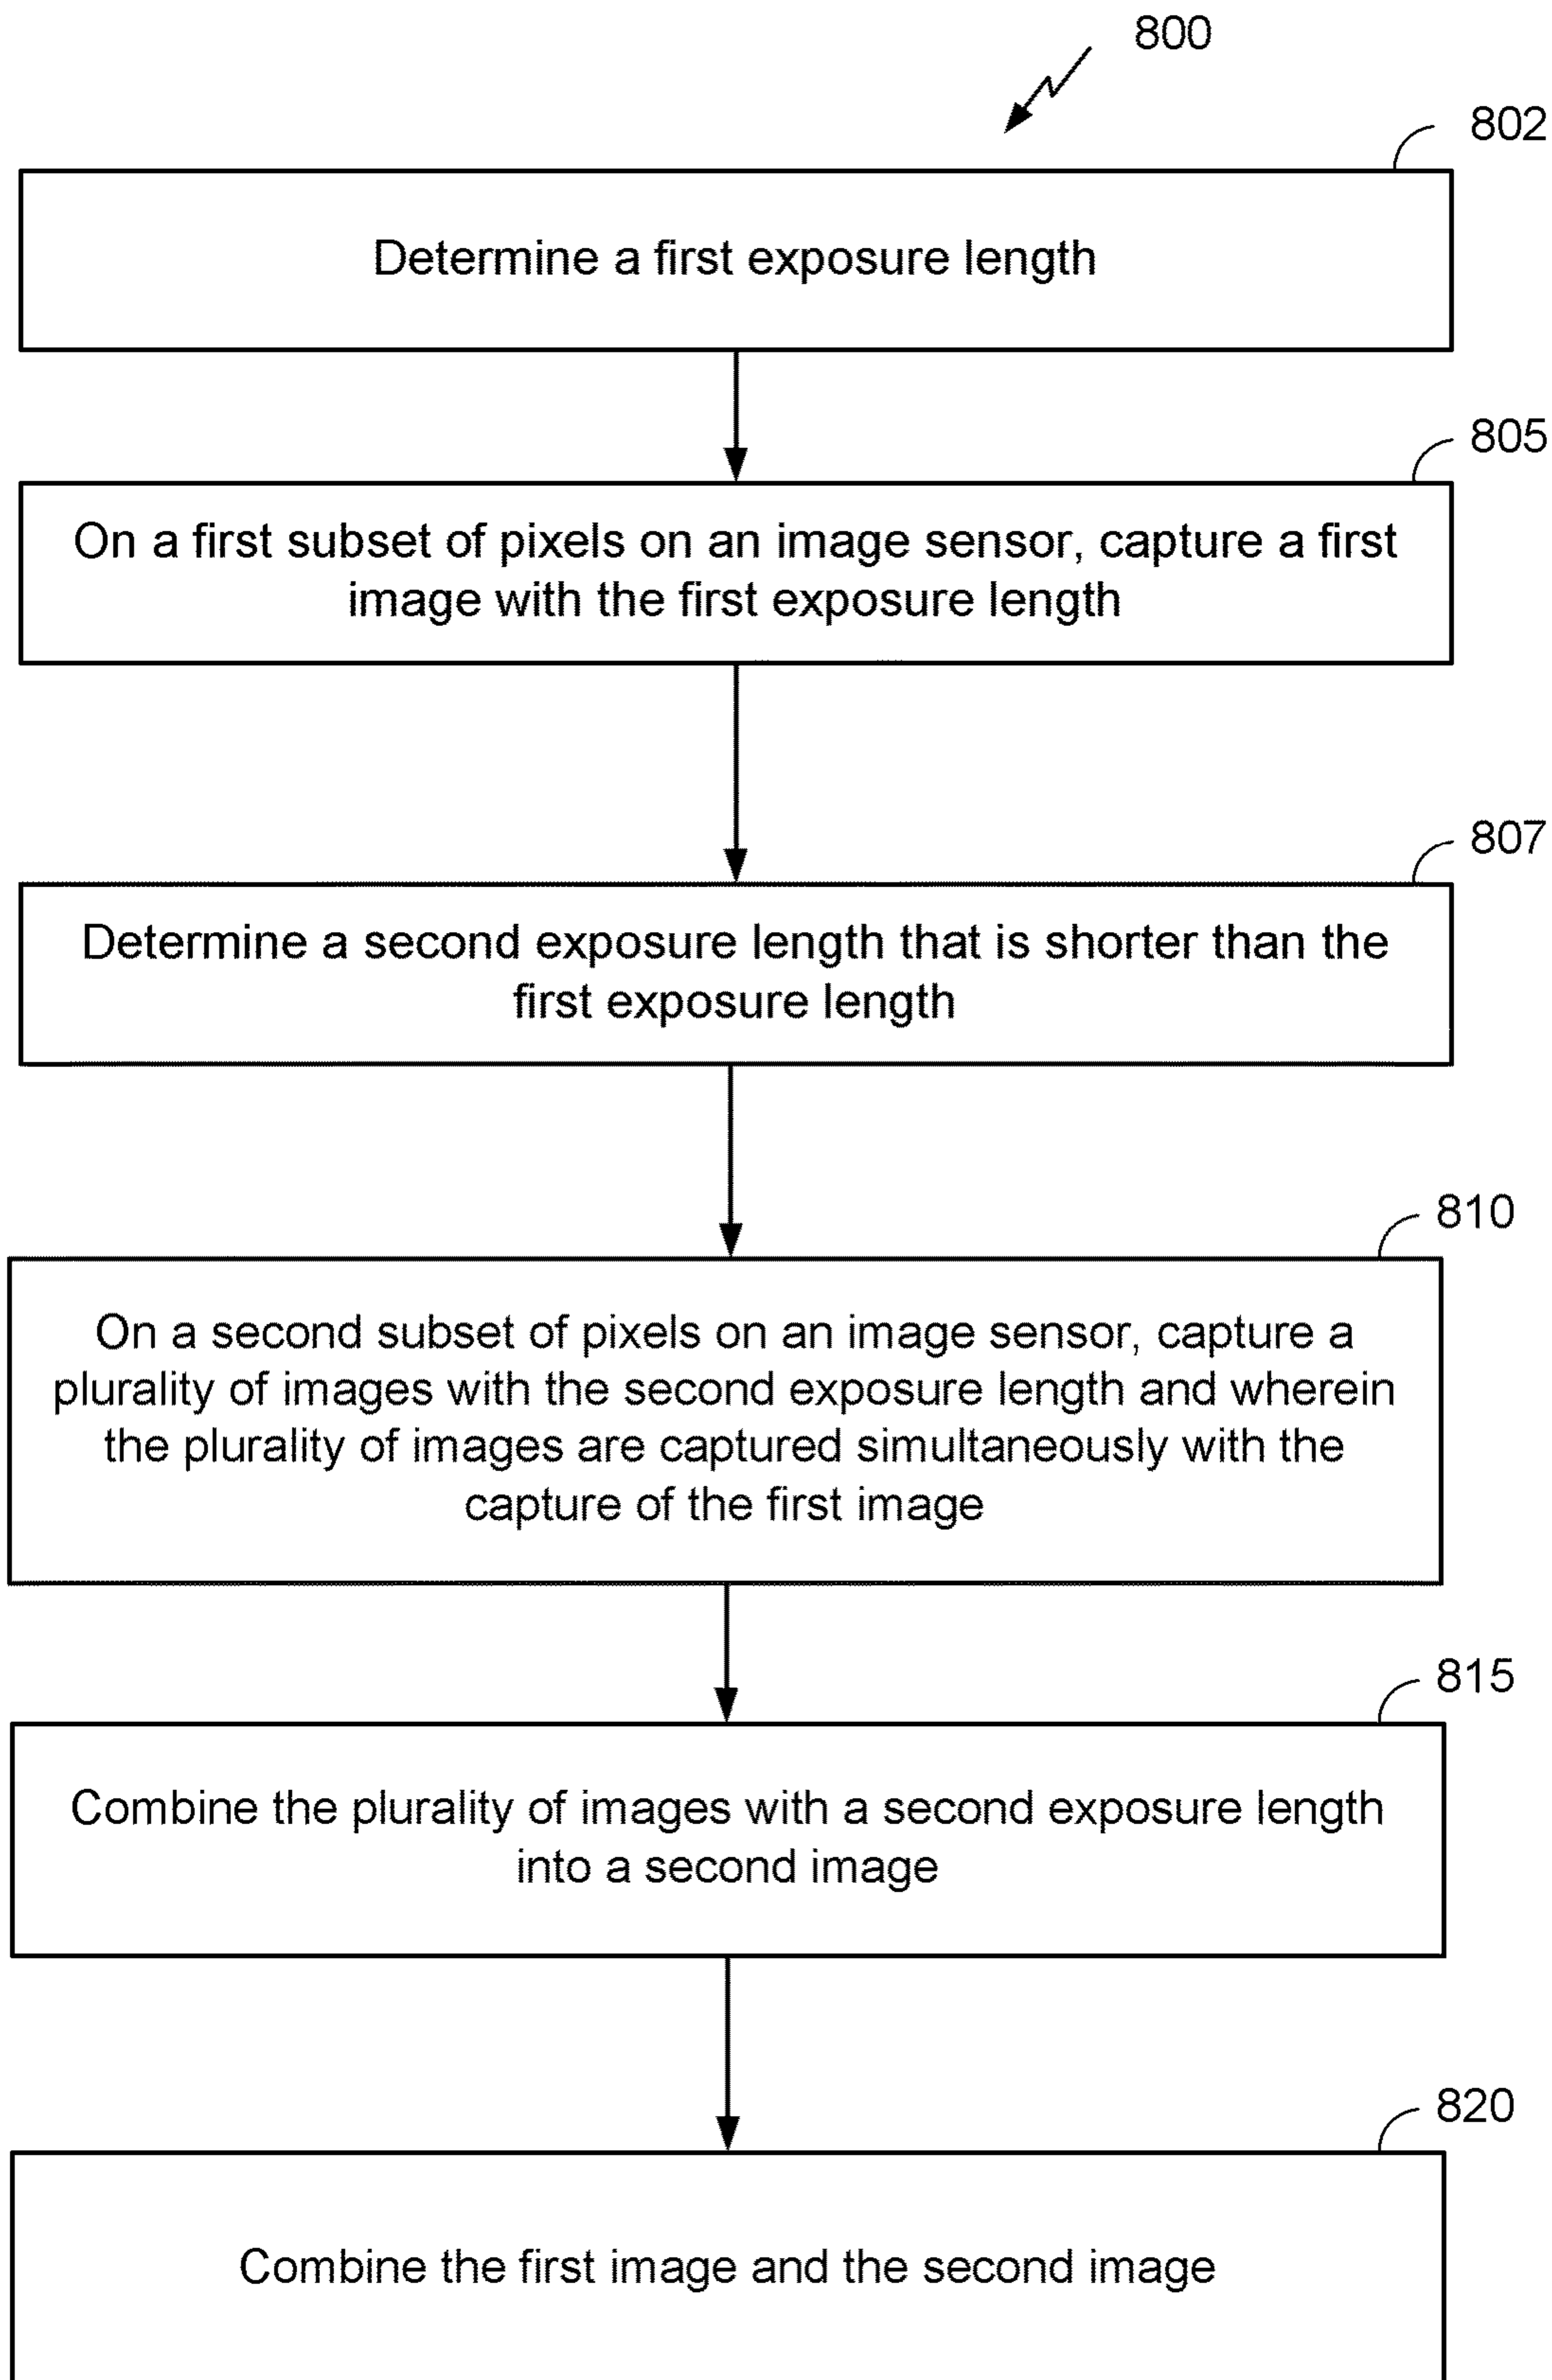 800
802
Determine a first exposure length
805
On a first subset of pixels on an image sensor, capture a first
image with the first exposure length
807
Determine a second exposure length that is shorter than the
first exposure length
810
On a second subset of pixels on an image sensor, capture a
plurality of images with the second exposure length and wherein
the plurality of images are captured simultaneously with the
capture of the first image
815
Combine the plurality of images with a second exposure length
into a second image
820
Combine the first image and the second image